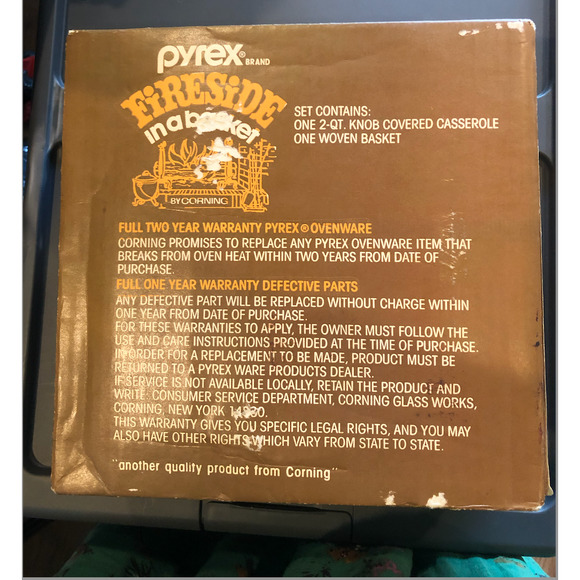 pyrex® BRAND
FIRESIDE
in a basket
BY CORNING
SET CONTAINS:
ONE 2-QT. KNOB COVERED CASSEROLE
ONE WOVEN BASKET
FULL TWO YEAR WARRANTY PYREX® OVENWARE
CORNING PROMISES TO REPLACE ANY PYREX OVENWARE ITEM THAT
BREAKS FROM OVEN HEAT WITHIN TWO YEARS FROM DATE OF
PURCHASE.
FULL ONE YEAR WARRANTY DEFECTIVE PARTS
ANY DEFECTIVE PART WILL BE REPLACED WITHOUT CHARGE WITHIN
ONE YEAR FROM DATE OF PURCHASE.
FOR THESE WARRANTIES TO APPLY, THE OWNER MUST FOLLOW THE
USE AND CARE INSTRUCTIONS PROVIDED AT THE TIME OF PURCHASE.
IN ORDER FOR A REPLACEMENT TO BE MADE, PRODUCT MUST BE
RETURNED TO A PYREX WARE PRODUCTS DEALER.
IF SERVICE IS NOT AVAILABLE LOCALLY, RETAIN THE PRODUCT AND
WRITE: CONSUMER SERVICE DEPARTMENT, CORNING GLASS WORKS,
CORNING, NEW YORK 14830.
THIS WARRANTY GIVES YOU SPECIFIC LEGAL RIGHTS, AND YOU MAY
ALSO HAVE OTHER RIGHTS WHICH VARY FROM STATE TO STATE.
"another quality product from Corning"